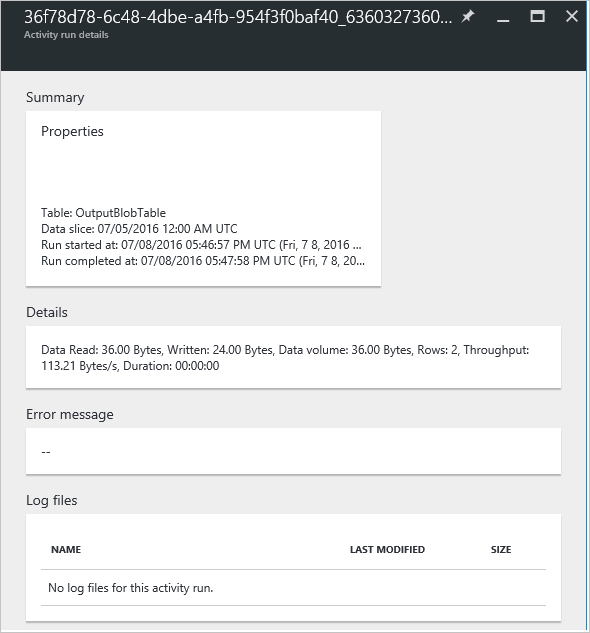 36f78d78-6c48-4dbe-a4fb-954f3f0baf40_6360327360...
Activity run details
Summary
Properties
Table: OutputBlobTable
Data slice: 07/05/2016 12:00 AM UTC
Run started at: 07/08/2016 05:46:57 PM UTC (Fri, 7 8, 2016 ...
Run completed at: 07/08/2016 05:47:58 PM UTC (Fri, 7 8, 20...
Details
Data Read: 36.00 Bytes, Written: 24.00 Bytes, Data volume: 36.00 Bytes, Rows: 2, Throughput:
113.21 Bytes/s, Duration: 00:00:00
Error message
--
Log files
NAME LAST MODIFIED SIZE
No log files for this activity run.